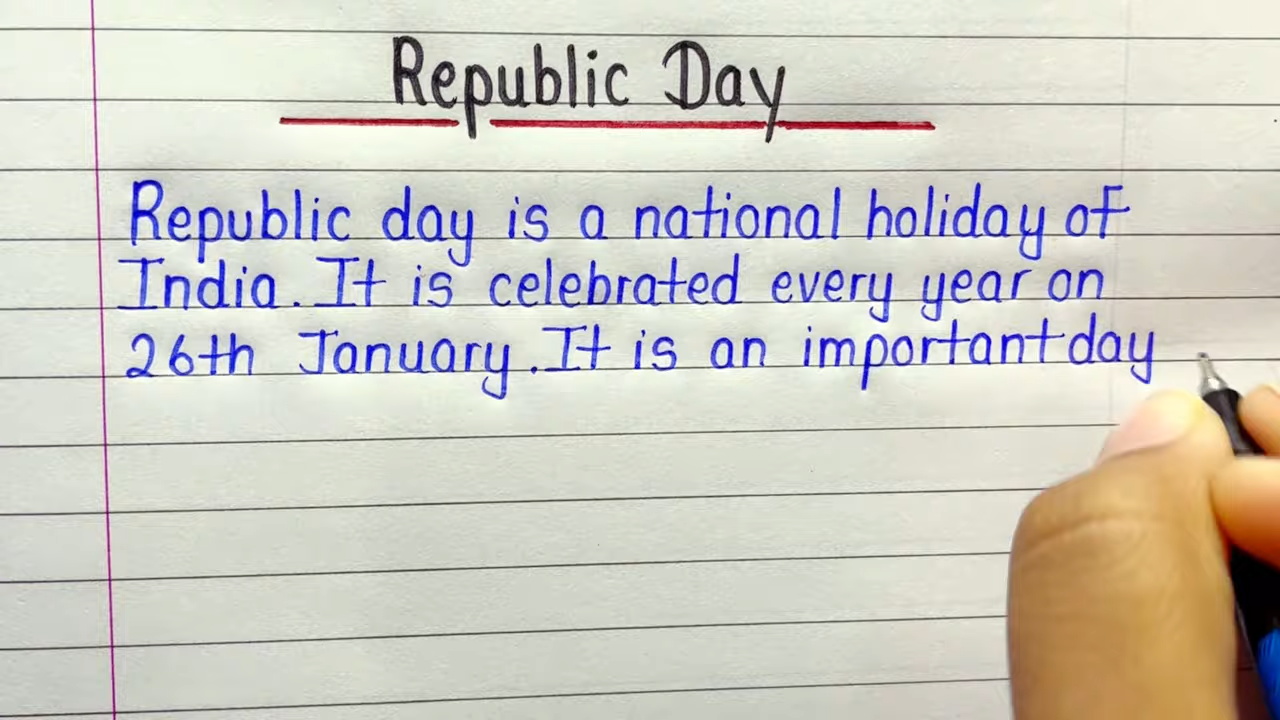 Republic Day
Republic day is a national holiday of
India. It is celebrated every year on
26th January. It is an important day